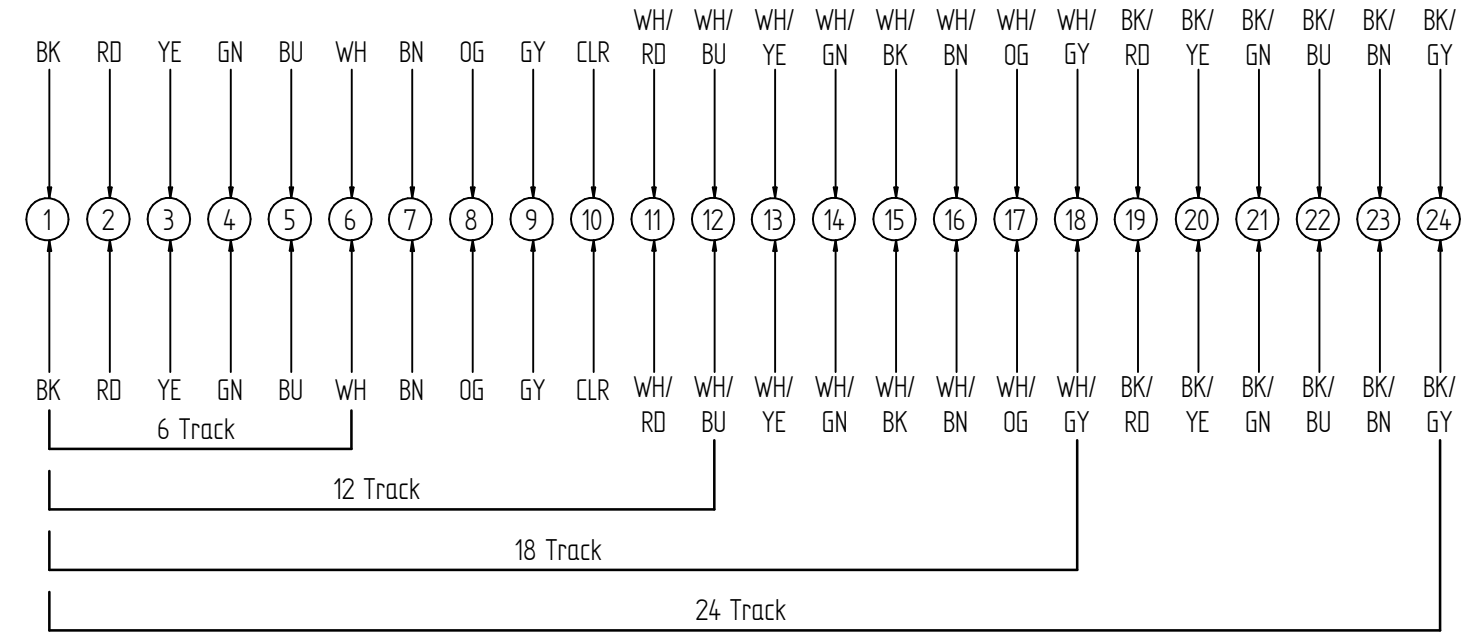 WH/ WH/ WH/ WH/ WH/ WH/ WH/ WH/ BK/ BK/ BK/ BK/ BK/ BK/
BK RD YE GN BU WH BN OG GY CLR RD BU YE GN BK BN OG GY RD YE GN BU BN GY
1 2 3 4 5 6 7 8 9 10 11 12 13 14 15 16 17 18 19 20 21 22 23 24
BK RD YE GN BU WH BN OG GY CLR WH/ WH/ WH/ WH/ WH/ WH/ WH/ WH/ BK/ BK/ BK/ BK/ BK/ BK/
RD BU YE GN BK BN OG GY RD YE GN BU BN GY
6 Track
12 Track
18 Track
24 Track